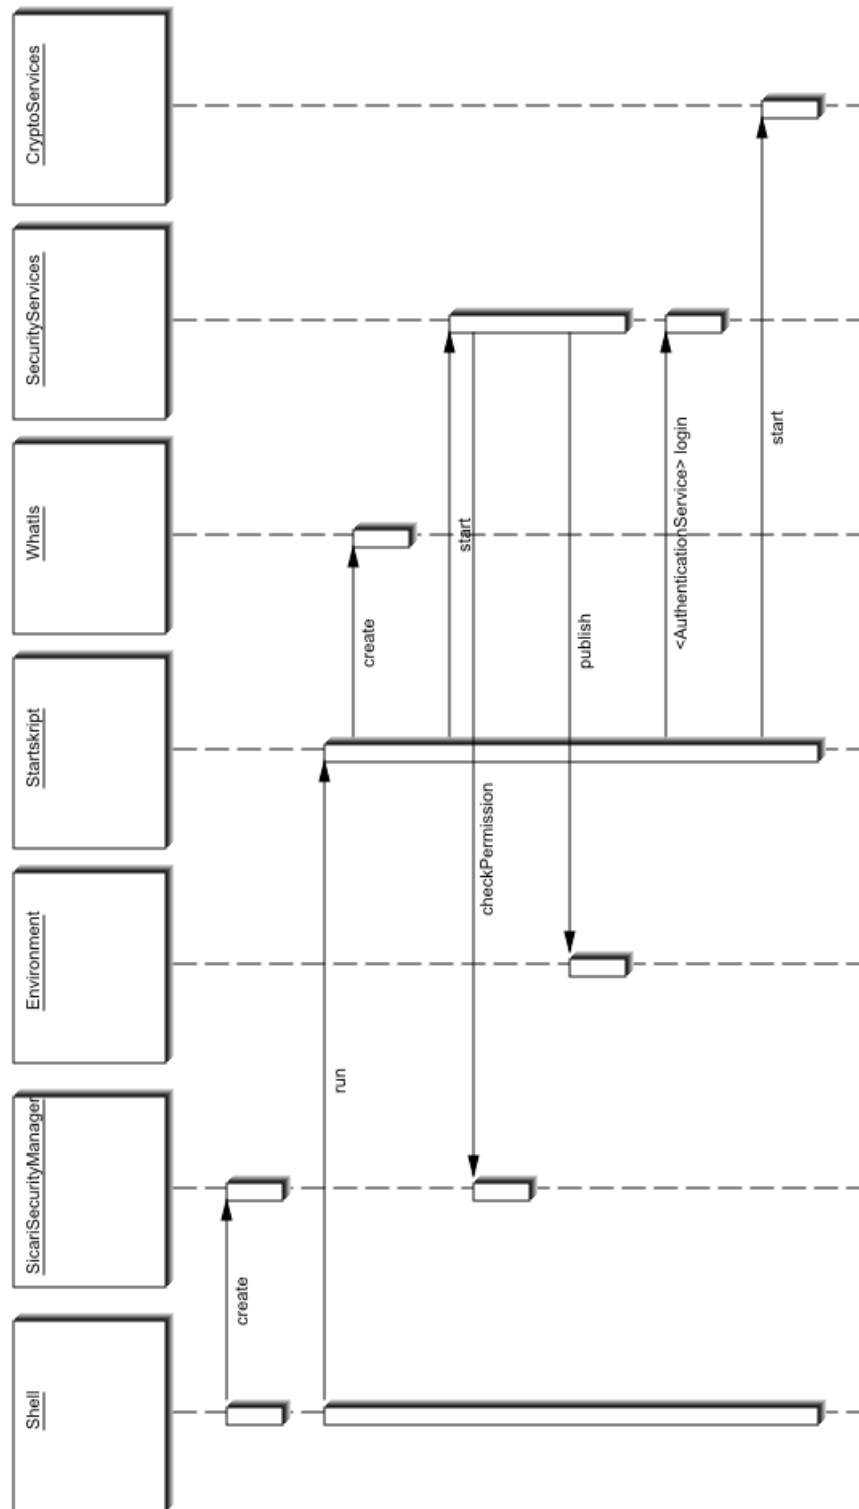 Shell
SicariSecurityManager
Environment
Startskript
WhatIs
SecurityServices
CryptoServices
create
run
create
start
checkPermission
publish
<AuthenticationService> login
start